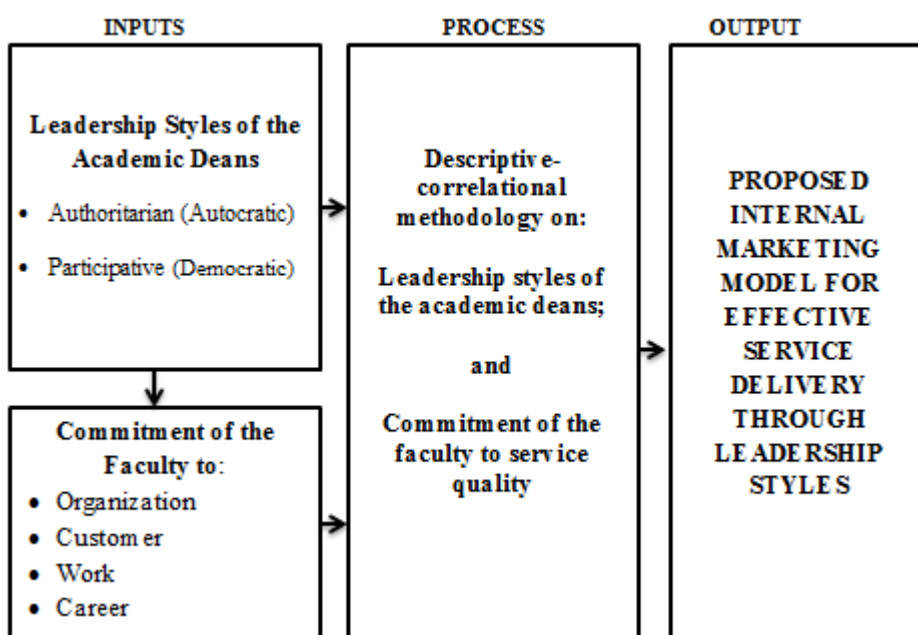 INPUTS
PROCESS
OUTPUT
Leadership Styles of the
Academic Deans
• Authoritarian (Autocratic)
• Participative (Democratic)
Commitment of the
Faculty to:
• Organization
• Customer
• Work
• Career
Descriptive-
correlational
methodology on:
Leadership styles of
the academic deans;
and
Commitment of the
faculty to service
quality
PROPOSED
INTERNAL
MARKETING
MODEL FOR
EFFECTIVE
SERVICE
DELIVERY
THROUGH
LEADERSHIP
STYLES